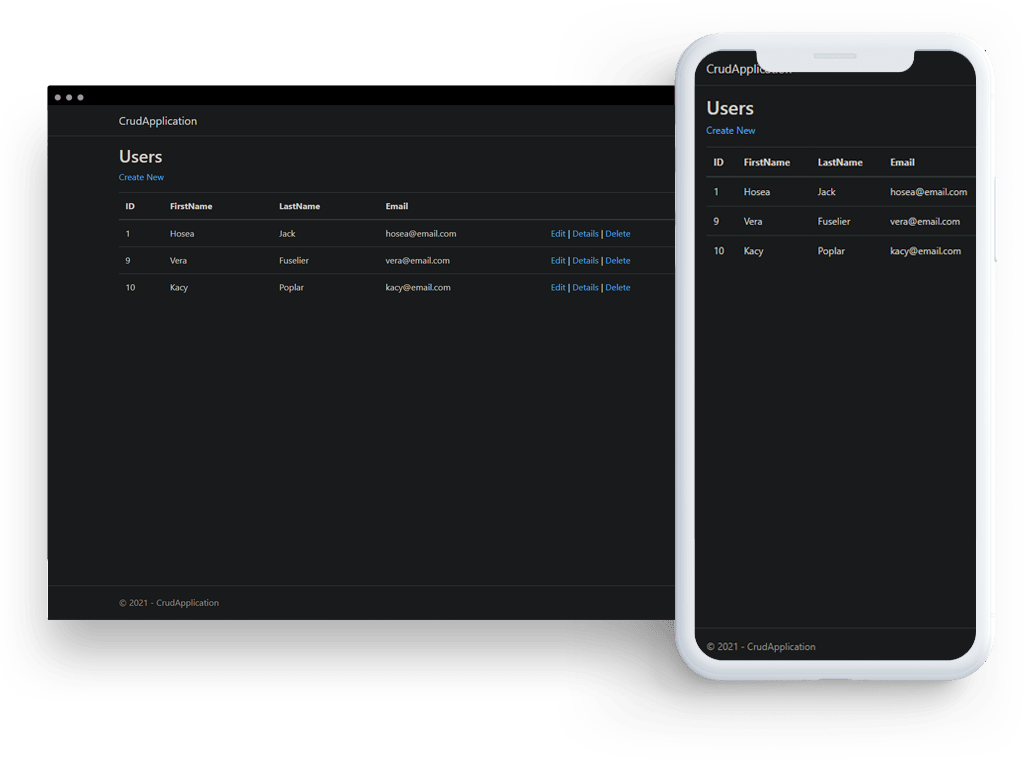 CrudApplication
Users
Create New
ID FirstName LastName Email
1 Hosea Jack hosea@email.com Edit | Details | Delete
9 Vera Fuselier vera@email.com Edit | Details | Delete
10 Kacy Poplar kacy@email.com Edit | Details | Delete
© 2021 - CrudApplication
CrudApplication
Users
Create New
ID FirstName LastName Email
1 Hosea Jack hosea@email.com
9 Vera Fuselier vera@email.com
10 Kacy Poplar kacy@email.com
© 2021 - CrudApplication